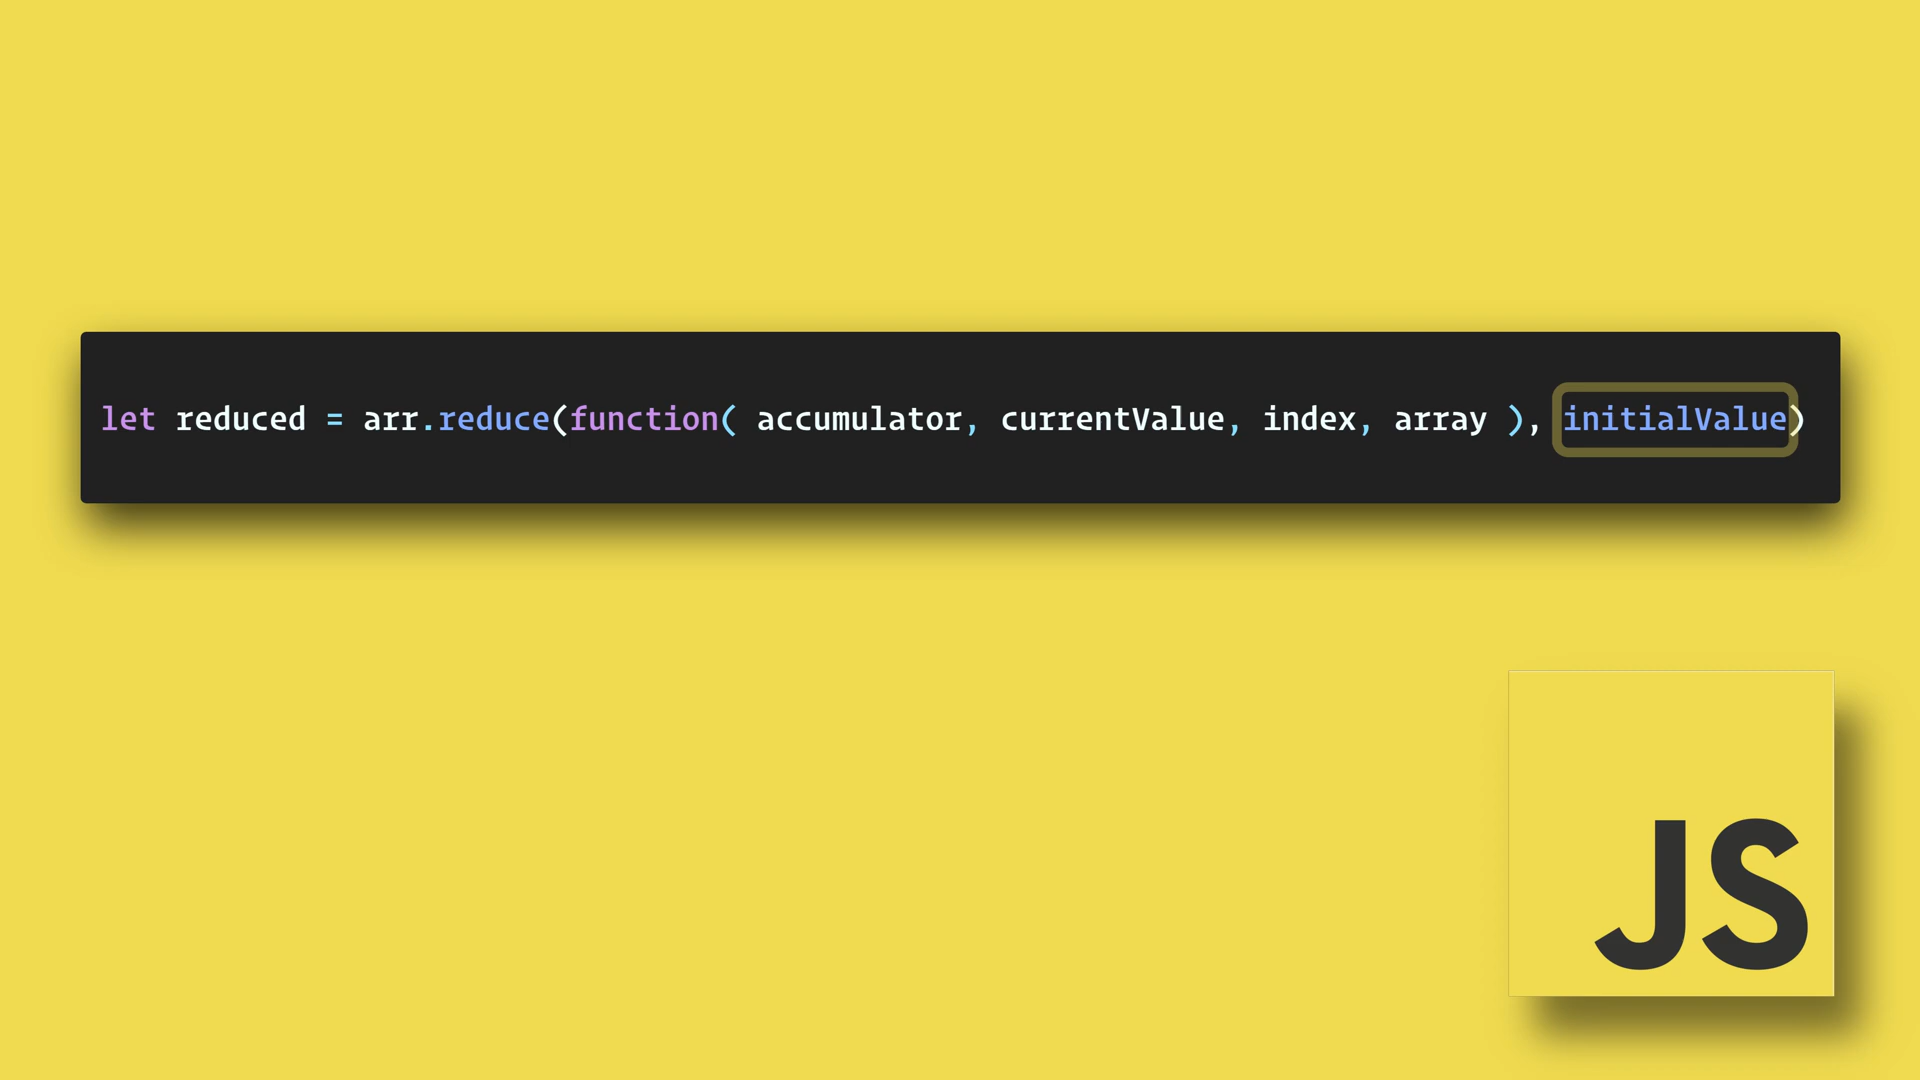 let reduced = arr.reduce(function( accumulator, currentValue, index, array ), initialValue)
JS